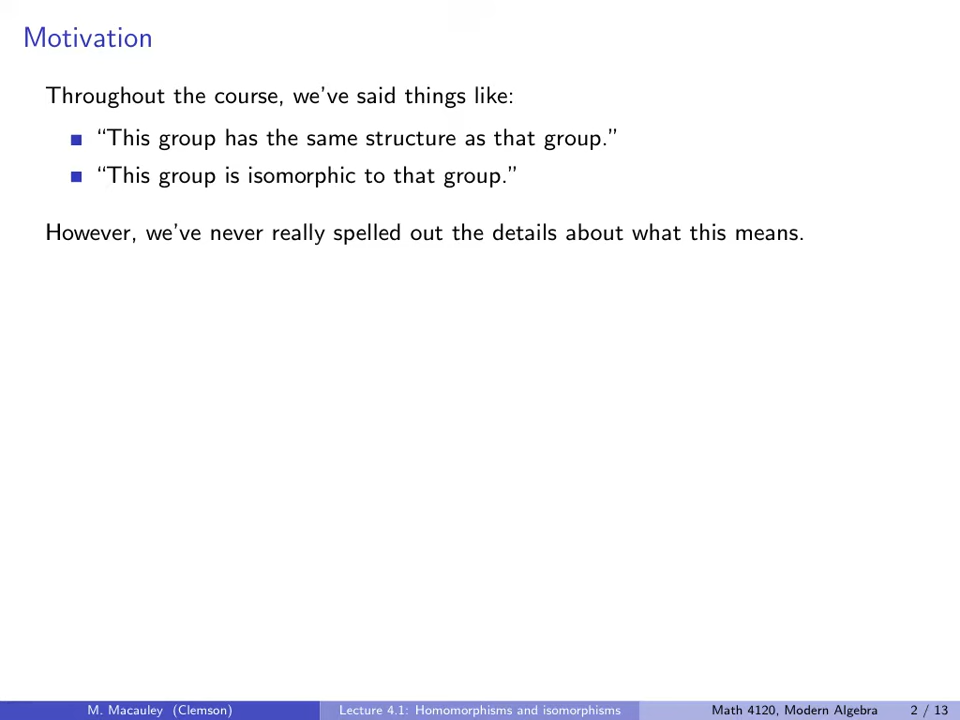 Motivation
Throughout the course, we've said things like:
“This group has the same structure as that group.”
“This group is isomorphic to that group.”
However, we've never really spelled out the details about what this means.
M. Macauley (Clemson) Lecture 4.1: Homomorphisms and isomorphisms Math 4120, Modern Algebra 2 / 13